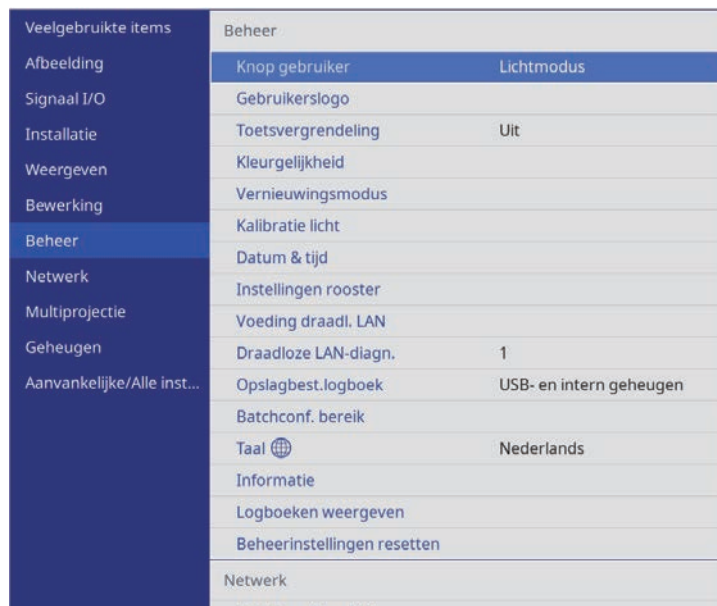 Veelgebruikte items
Afbeelding
Signaal I/O
Installatie
Weergeven
Bewerking
Beheer
Netwerk
Multiprojectie
Geheugen
Aanvankelijke/Alle inst...
Beheer
Knop gebruiker Lichtmodus
Gebruikerslogo
Toetsvergrendeling Uit
Kleurgelijkheid
Vernieuwingsmodus
Kalibratie licht
Datum & tijd
Instellingen rooster
Voeding draadl. LAN
Draadloze LAN-diagn. 1
Opslagbest.logboek USB- en intern geheugen
Batchconf. bereik
Taal Nederlands
Informatie
Logboeken weergeven
Beheerinstellingen resetten
Netwerk